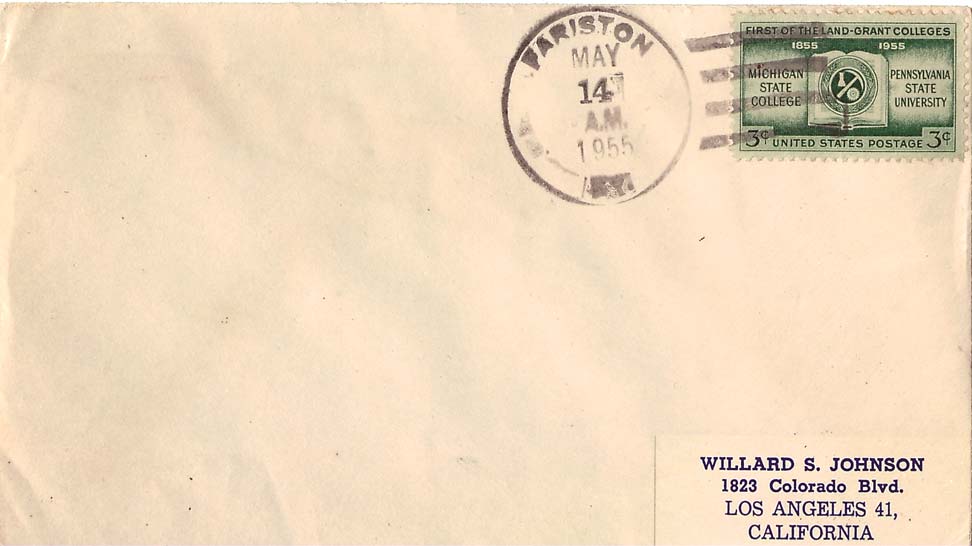 FARISTON
MAY
14
A.M.
1955
KY
FIRST OF THE LAND-GRANT COLLEGES
1855 1955
MICHIGAN
STATE
COLLEGE
PENNSYLVANIA
STATE
UNIVERSITY
3¢ UNITED STATES POSTAGE 3¢
WILLARD S. JOHNSON
1823 Colorado Blvd.
LOS ANGELES 41,
CALIFORNIA